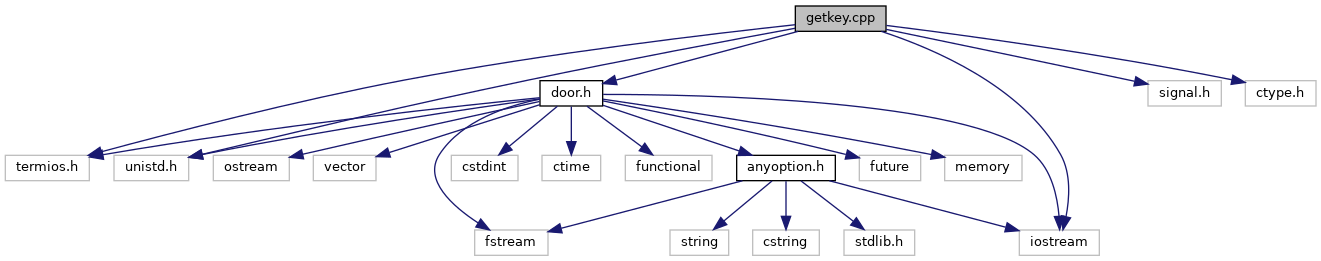 getkey.cpp
door.h
signal.h
ctype.h
termios.h
unistd.h
ostream
vector
cstdint
ctime
functional
anyoption.h
future
memory
fstream
string
cstring
stdlib.h
iostream